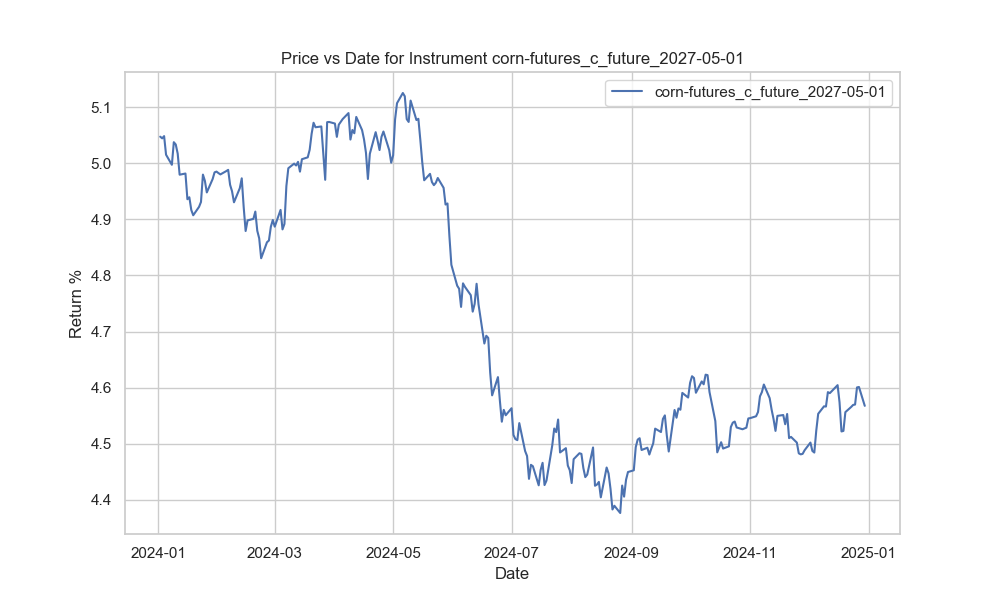 Price vs Date for Instrument corn-futures_c_future_2027-05-01
corn-futures_c_future_2027-05-01
Return %
5.1
5.0
4.9
4.8
4.7
4.6
4.5
4.4
2024-01 2024-03 2024-05 2024-07 2024-09 2024-11 2025-01
Date